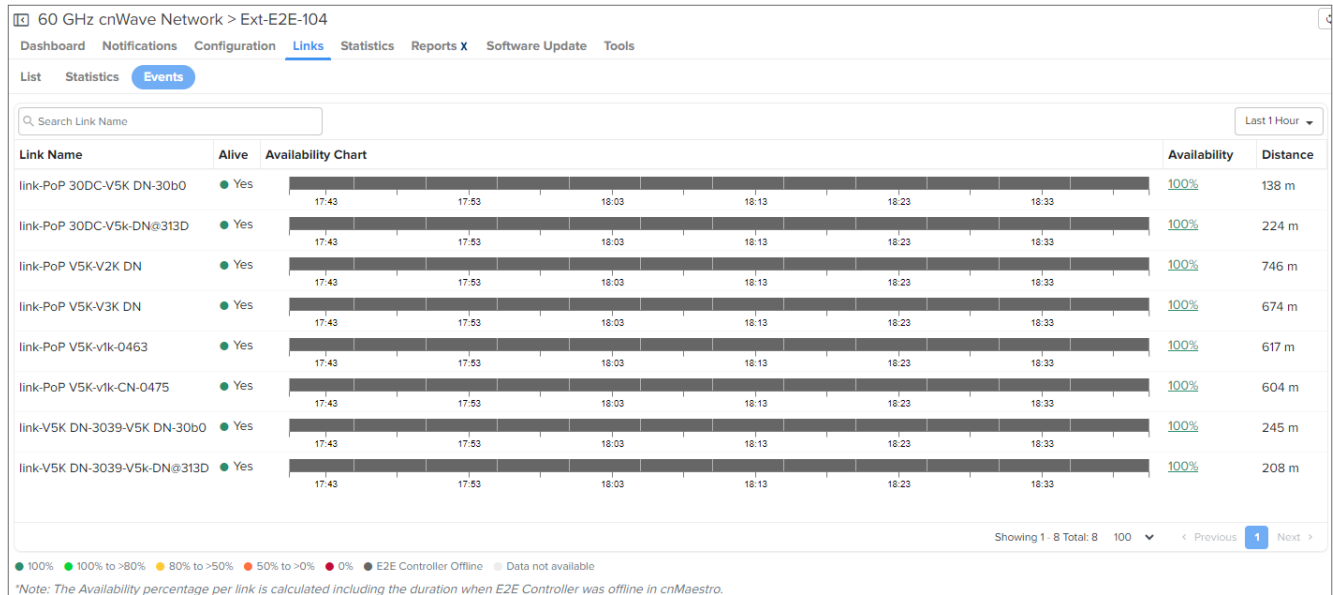 60 GHz cnWave Network > Ext-E2E-104
Dashboard Notifications Configuration Links Statistics Reports X Software Update Tools
List Statistics Events
Search Link Name Last 1 Hour
Link Name Alive Availability Chart Availability Distance
link-PoP 30DC-V5K DN-30b0 Yes 100% 138 m
17:43 17:53 18:03 18:13 18:23 18:33
link-PoP 30DC-V5k-DN@313D Yes 100% 224 m
17:43 17:53 18:03 18:13 18:23 18:33
link-PoP V5K-V2K DN Yes 100% 746 m
17:43 17:53 18:03 18:13 18:23 18:33
link-PoP V5K-V3K DN Yes 100% 674 m
17:43 17:53 18:03 18:13 18:23 18:33
link-PoP V5K-v1k-0463 Yes 100% 617 m
17:43 17:53 18:03 18:13 18:23 18:33
link-PoP V5K-v1k-CN-0475 Yes 100% 604 m
17:43 17:53 18:03 18:13 18:23 18:33
link-V5K DN-3039-V5K DN-30b0 Yes 100% 245 m
17:43 17:53 18:03 18:13 18:23 18:33
link-V5K DN-3039-V5k-DN@313D Yes 100% 208 m
17:43 17:53 18:03 18:13 18:23 18:33
Showing 1 - 8 Total: 8 100 < Previous 1 Next >
100% 100% to >80% 80% to >50% 50% to >0% 0% E2E Controller Offline Data not available
*Note: The Availability percentage per link is calculated including the duration when E2E Controller was offline in cnMaestro.